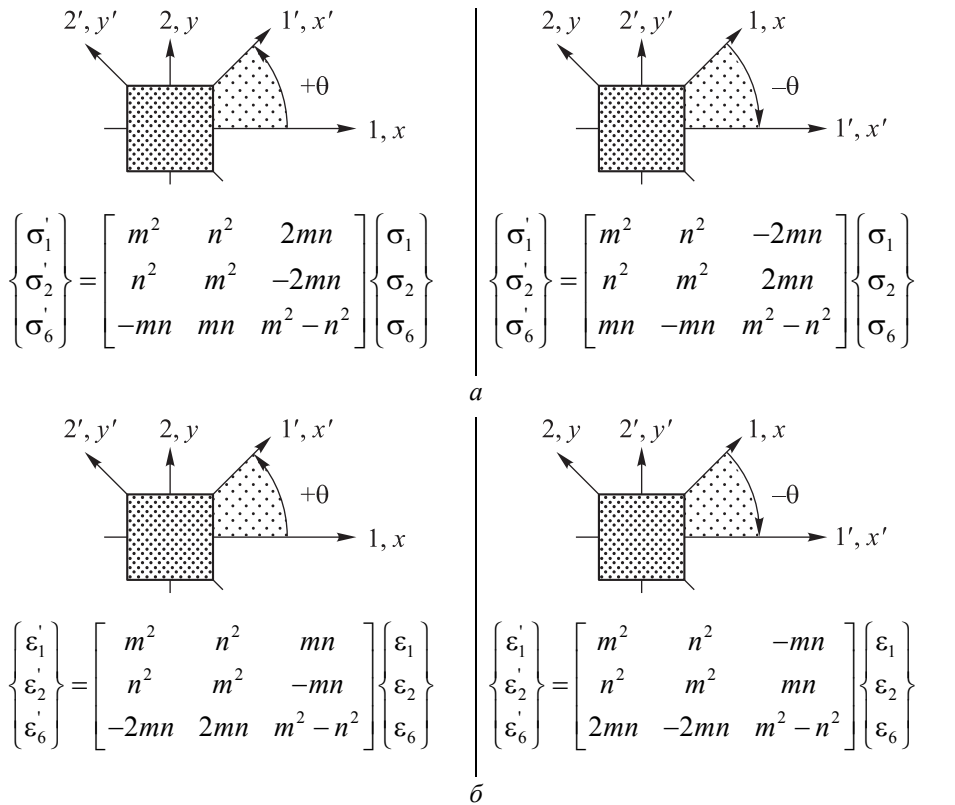 2′, y′ 2, y 1′, x′
+θ
1, x
2, y 2′, y′ 1, x
–θ
1′, x′
{σ'1 σ'2 σ'6} = [m² n² 2mn; n² m² −2mn; −mn mn m² − n²] {σ1 σ2 σ6}
{σ'1 σ'2 σ'6} = [m² n² −2mn; n² m² 2mn; mn −mn m² − n²] {σ1 σ2 σ6}
а
2′, y′ 2, y 1′, x′
+θ
1, x
2, y 2′, y′ 1, x
–θ
1′, x′
{ε'1 ε'2 ε'6} = [m² n² mn; n² m² −mn; −2mn 2mn m² − n²] {ε1 ε2 ε6}
{ε'1 ε'2 ε'6} = [m² n² −mn; n² m² mn; 2mn −2mn m² − n²] {ε1 ε2 ε6}
б